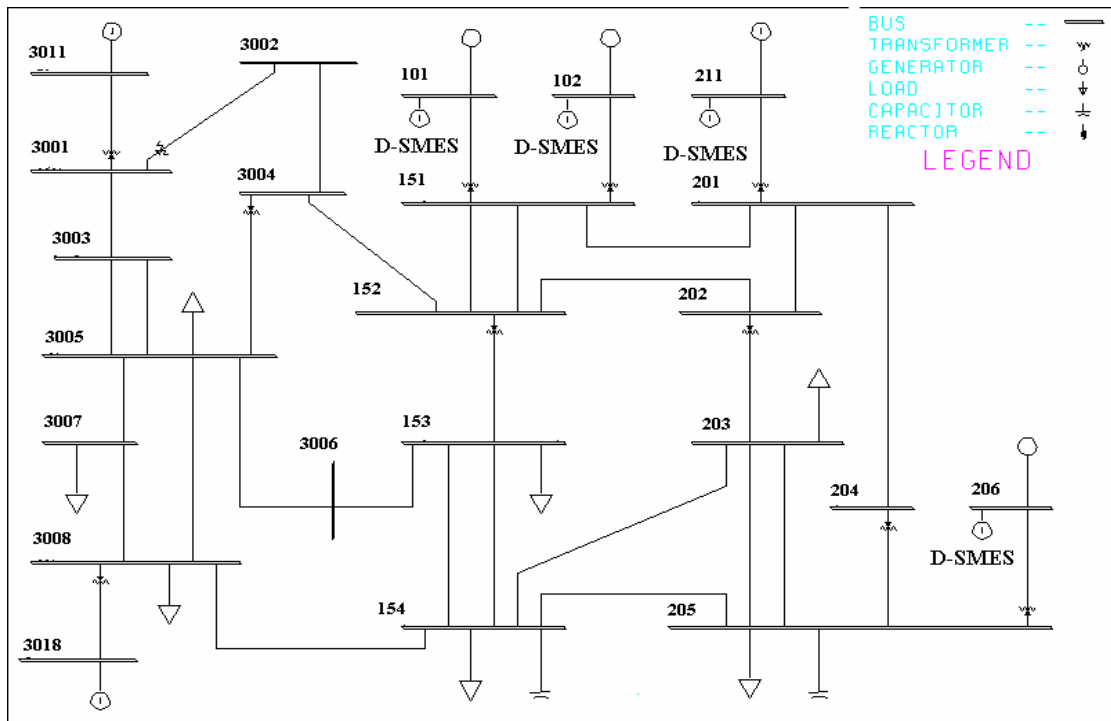 BUS --
TRANSFORMER --
GENERATOR --
LOAD --
CAPACITOR --
REACTOR --
LEGEND
3011
3002
101
102
211
D-SMES
D-SMES
D-SMES
3001
3004
151
201
3003
152
202
3005
3007
3006
153
203
204
206
D-SMES
3008
154
205
3018